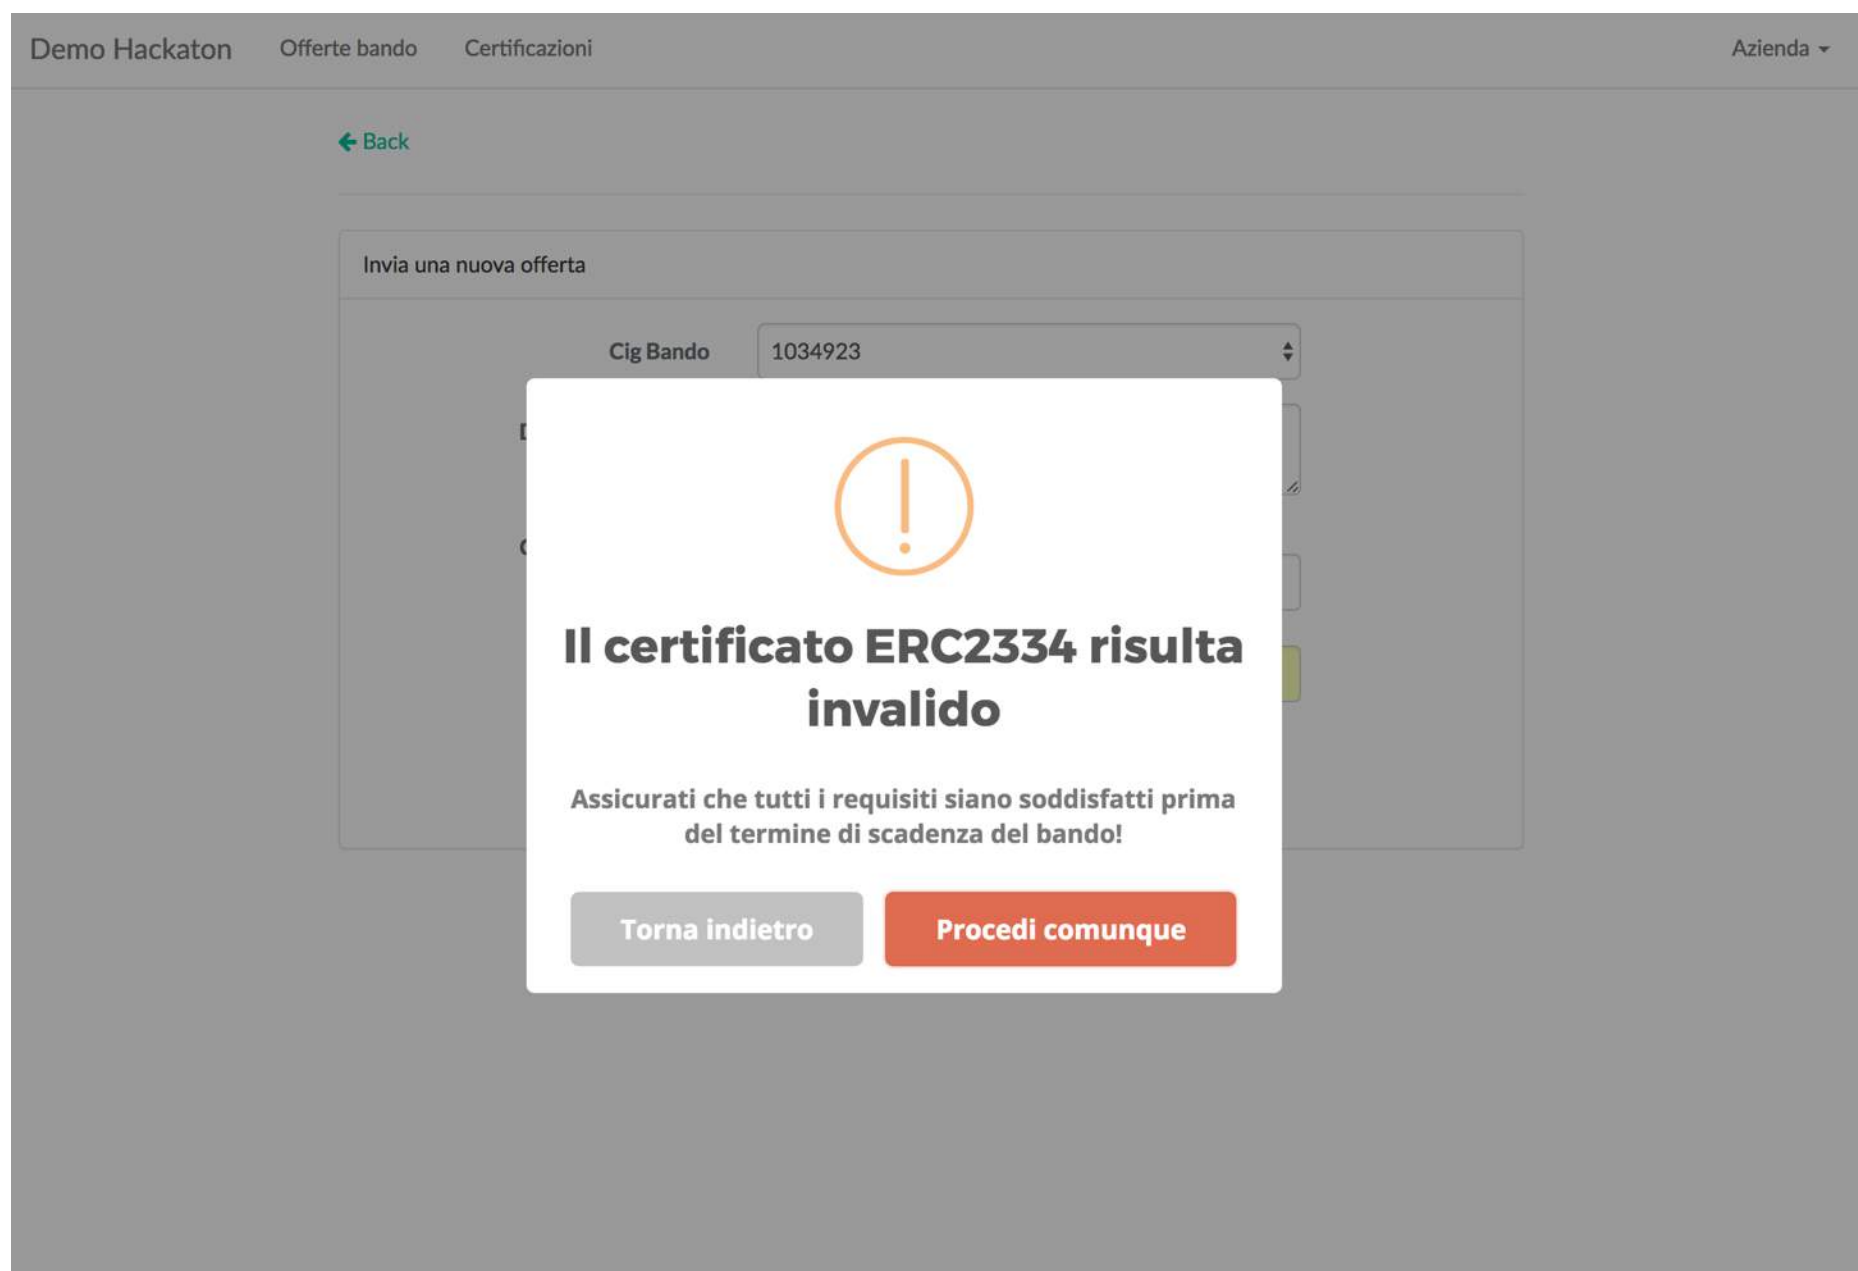 Demo Hackaton Offerte bando Certificazioni Azienda
Back
Invia una nuova offerta
Cig Bando 1034923
Il certificato ERC2334 risulta
invalido
Assicurati che tutti i requisiti siano soddisfatti prima
del termine di scadenza del bando!
Torna indietro Procedi comunque